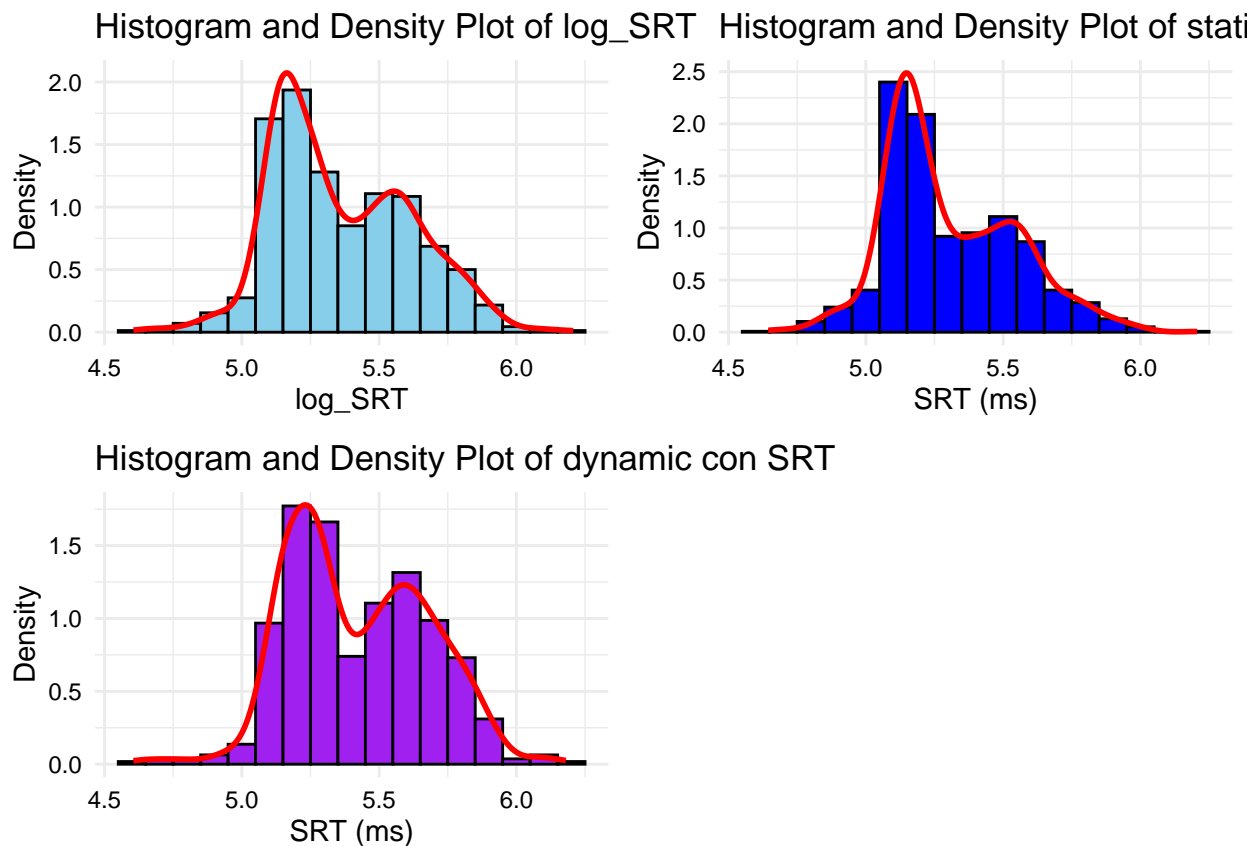 Histogram and Density Plot of log_SRT
Density
2.0
1.5
1.0
0.5
0.0
4.5 5.0 5.5 6.0
log_SRT
Histogram and Density Plot of stati
Density
2.5
2.0
1.5
1.0
0.5
0.0
4.5 5.0 5.5 6.0
SRT (ms)
Histogram and Density Plot of dynamic con SRT
Density
1.5
1.0
0.5
0.0
4.5 5.0 5.5 6.0
SRT (ms)